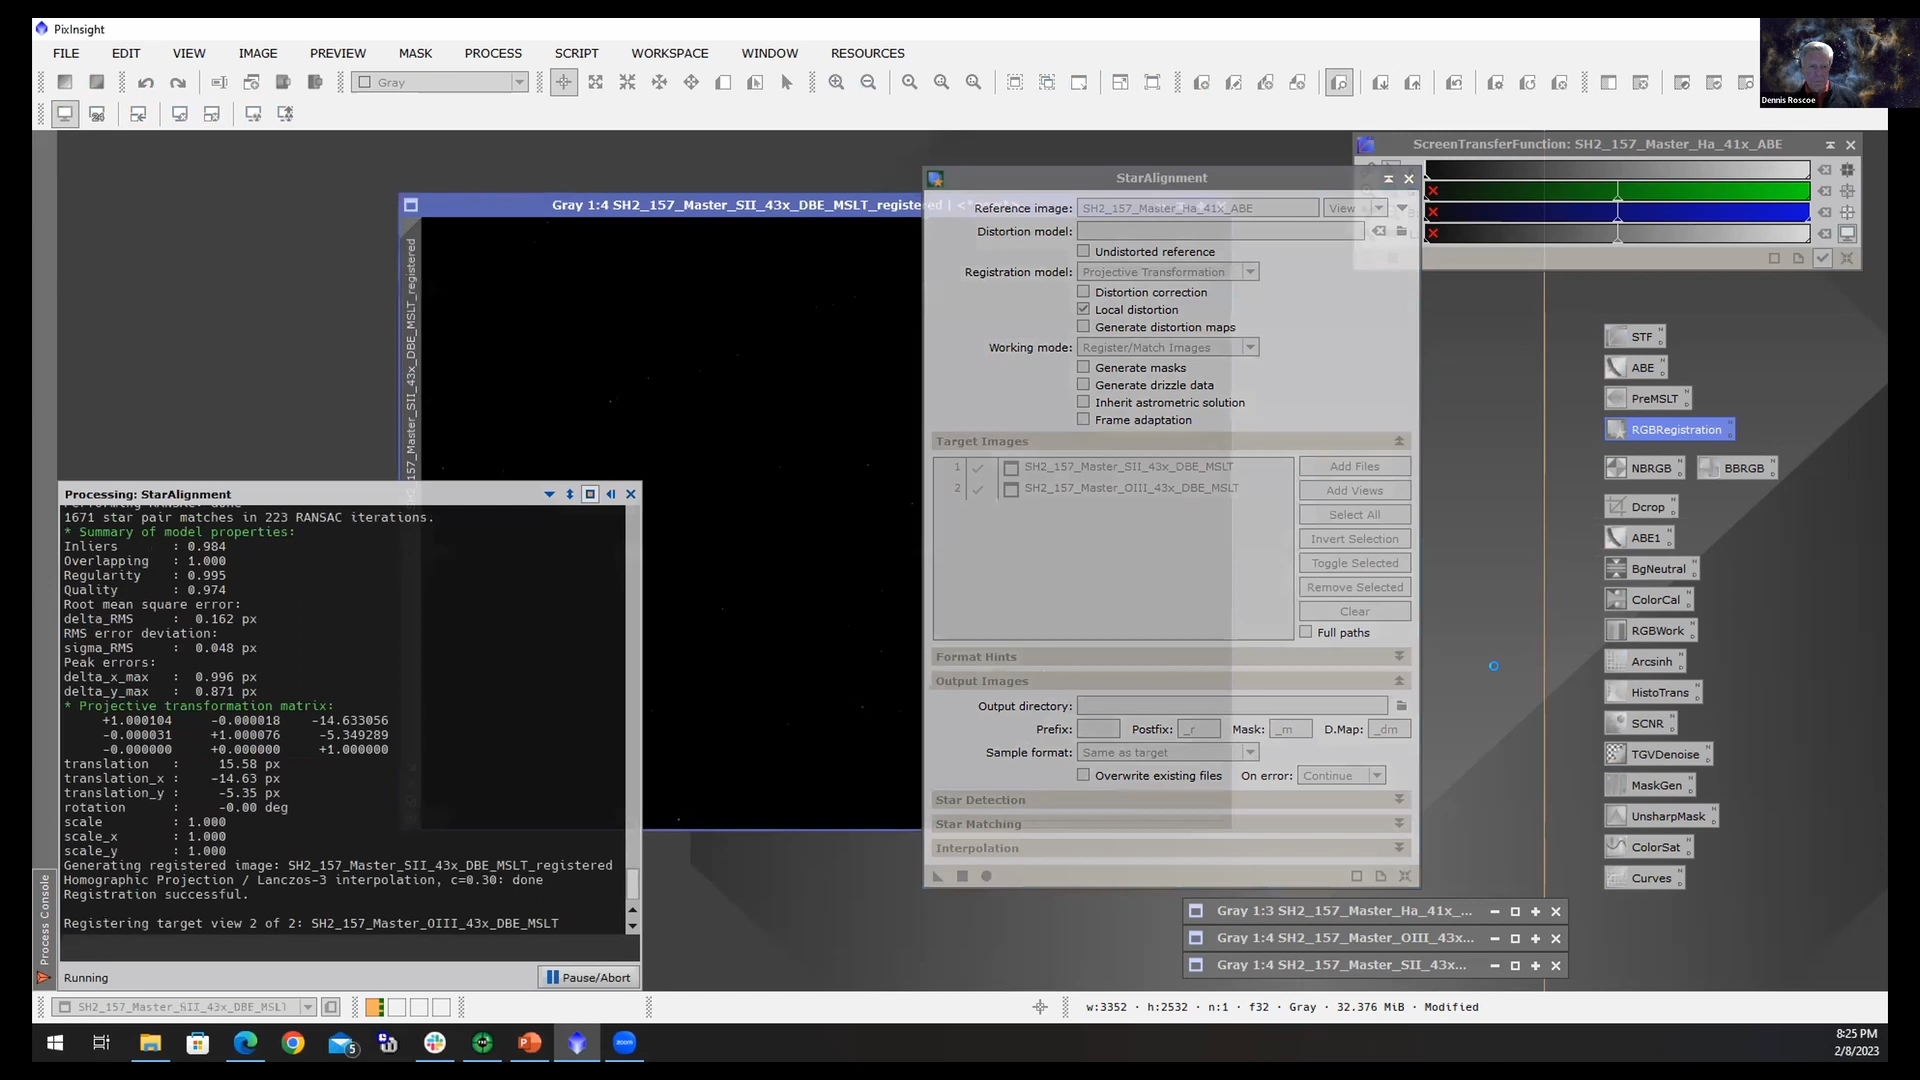 PixInsight
FILE EDIT VIEW IMAGE PREVIEW MASK PROCESS SCRIPT WORKSPACE WINDOW RESOURCES
Gray
Dennis Roscoe
ScreenTransferFunction: SH2_157_Master_Ha_41x_ABE
Gray 1:4 SH2_157_Master_SII_43x_DBE_MSLT_registered | <
157_Master_SII_43x_DBE_MSLT_registered
StarAlignment
Reference image: SH2_157_Master_Ha_41x_ABE View
Distortion model:
Undistorted reference
Registration model: Projective Transformation
Distortion correction
Local distortion
Generate distortion maps
Working mode: Register/Match Images
Generate masks
Generate drizzle data
Inherit astrometric solution
Frame adaptation
Target Images
1 SH2_157_Master_SII_43x_DBE_MSLT
2 SH2_157_Master_OIII_43x_DBE_MSLT
Add Files
Add Views
Select All
Invert Selection
Toggle Selected
Remove Selected
Clear
Full paths
Format Hints
Output Images
Output directory:
Prefix: Postfix: _r Mask: _m D.Map: _dm
Sample format: Same as target
Overwrite existing files On error: Continue
Star Detection
Star Matching
Interpolation
STF
ABE
PreMSLT
RGBRegistration
NBRGB BBRGB
Dcrop
ABE1
BgNeutral
ColorCal
RGBWork
Arcsinh
HistoTrans
SCNR
TGVDenoise
MaskGen
UnsharpMask
ColorSat
Curves
Processing: StarAlignment
Performing RANSAC: done
1671 star pair matches in 223 RANSAC iterations.
* Summary of model properties:
Inliers : 0.984
Overlapping : 1.000
Regularity : 0.995
Quality : 0.974
Root mean square error:
delta_RMS : 0.162 px
RMS error deviation:
sigma_RMS : 0.048 px
Peak errors:
delta_x_max : 0.996 px
delta_y_max : 0.871 px
* Projective transformation matrix:
+1.000104 -0.000018 -14.633056
-0.000031 +1.000076 -5.349289
-0.000000 +0.000000 +1.000000
translation : 15.58 px
translation_x : -14.63 px
translation_y : -5.35 px
rotation : -0.00 deg
scale : 1.000
scale_x : 1.000
scale_y : 1.000
Generating registered image: SH2_157_Master_SII_43x_DBE_MSLT_registered
Homographic Projection / Lanczos-3 interpolation, c=0.30: done
Registration successful.
Registering target view 2 of 2: SH2_157_Master_OIII_43x_DBE_MSLT
Process Console
Running Pause/Abort
Gray 1:3 SH2_157_Master_Ha_41x_...
Gray 1:4 SH2_157_Master_OIII_43x...
Gray 1:4 SH2_157_Master_SII_43x...
SH2_157_Master_SII_43x_DBE_MSLT
w:3352 · h:2532 · n:1 · f32 · Gray · 32.376 MiB · Modified
5
zoom
8:25 PM
2/8/2023